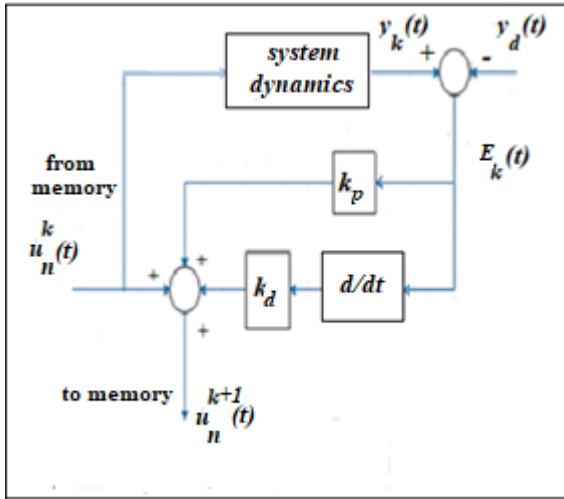 y_k(t)
y_d(t)
+
-
system
dynamics
E_k(t)
from
memory
k_p
u_n^k(t)
+
+
+
k_d
d/dt
+
to memory
u_n^{k+1}(t)